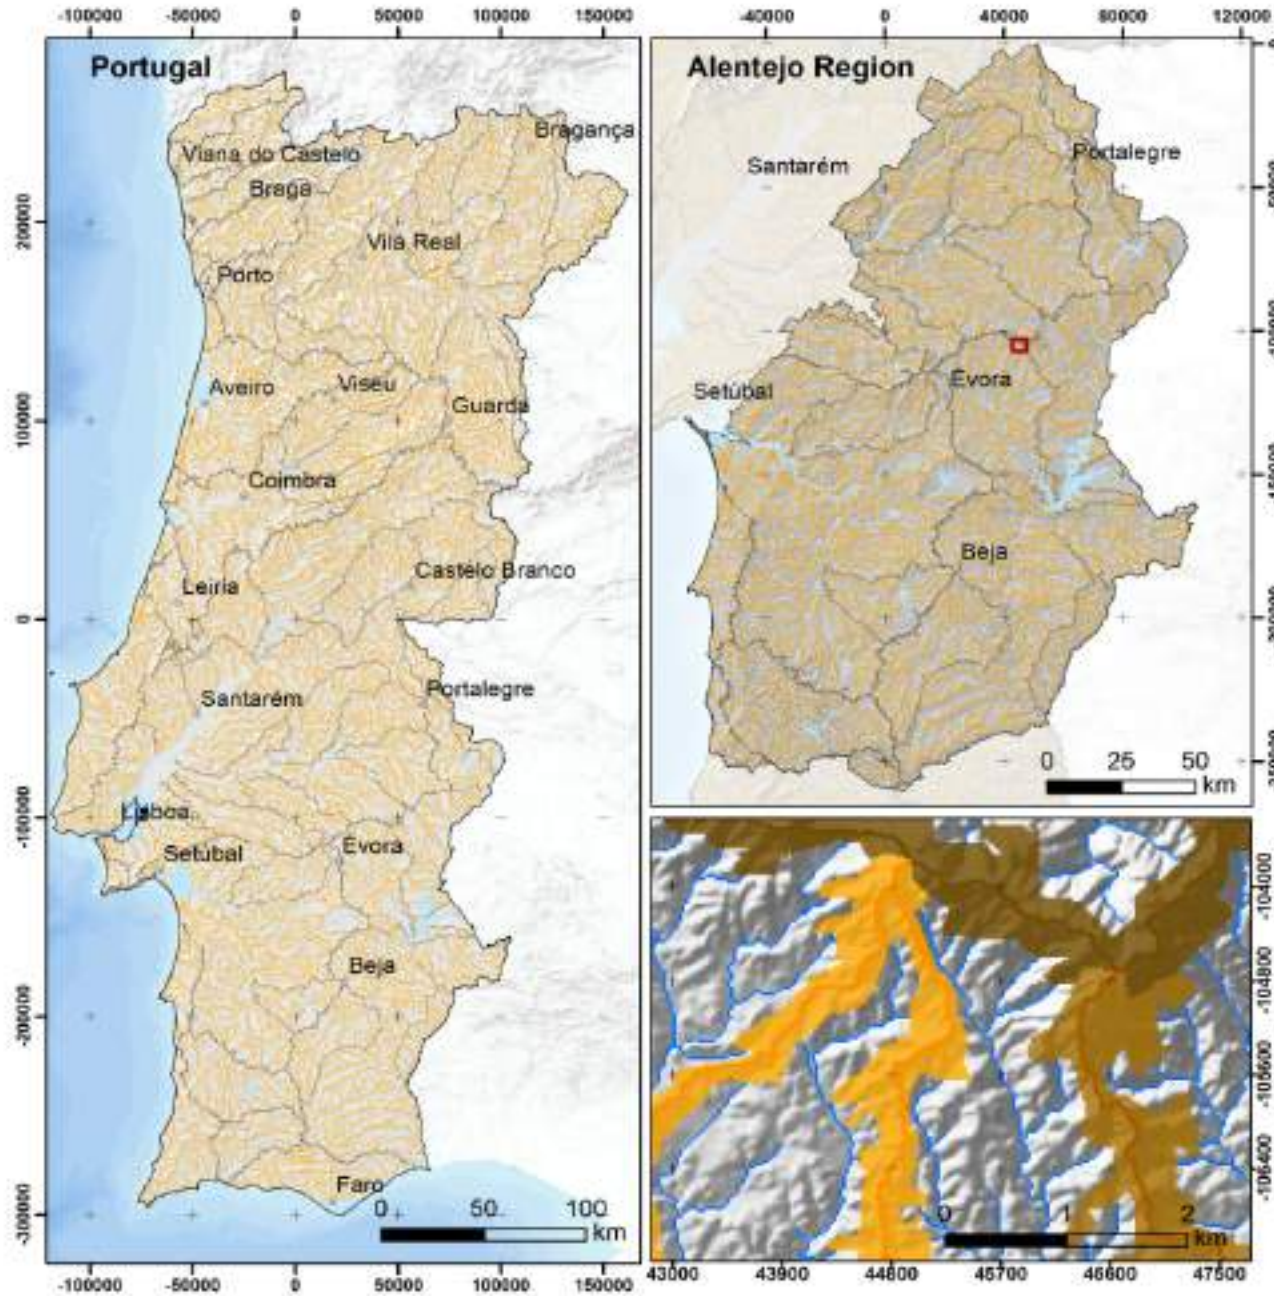 -100000 -50000 0 50000 100000 150000
-40000 0 40000 80000 120000
Portugal
Alentejo Region
Bragança
Viana do Castelo
Braga
Vila Real
Porto
Aveiro
Viseu
Guarda
Coimbra
Leiria
Castelo Branco
Santarém
Portalegre
Lisboa
Setúbal
Évora
Beja
Faro
0 50 100
km
200000
100000
0
-100000
-200000
-300000
-100000 -50000 0 50000 100000 150000
Santarém
Portalegre
Setúbal
Évora
Beja
0 25 50
km
0 1 2
km
-104000
-104800
-105600
-106400
43000 43900 44800 45700 46600 47500